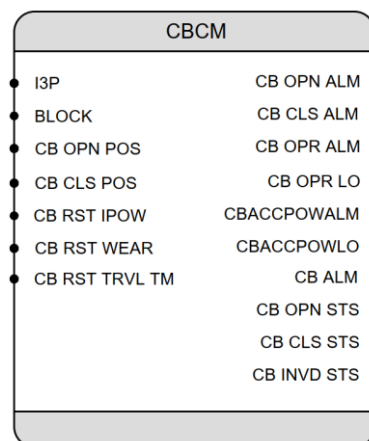 CBCM
I3P
CB OPN ALM
BLOCK
CB CLS ALM
CB OPN POS
CB OPR ALM
CB CLS POS
CB OPR LO
CB RST IPOW
CBACCPOWALM
CB RST WEAR
CBACCPOWLO
CB RST TRVL TM
CB ALM
CB OPN STS
CB CLS STS
CB INVD STS